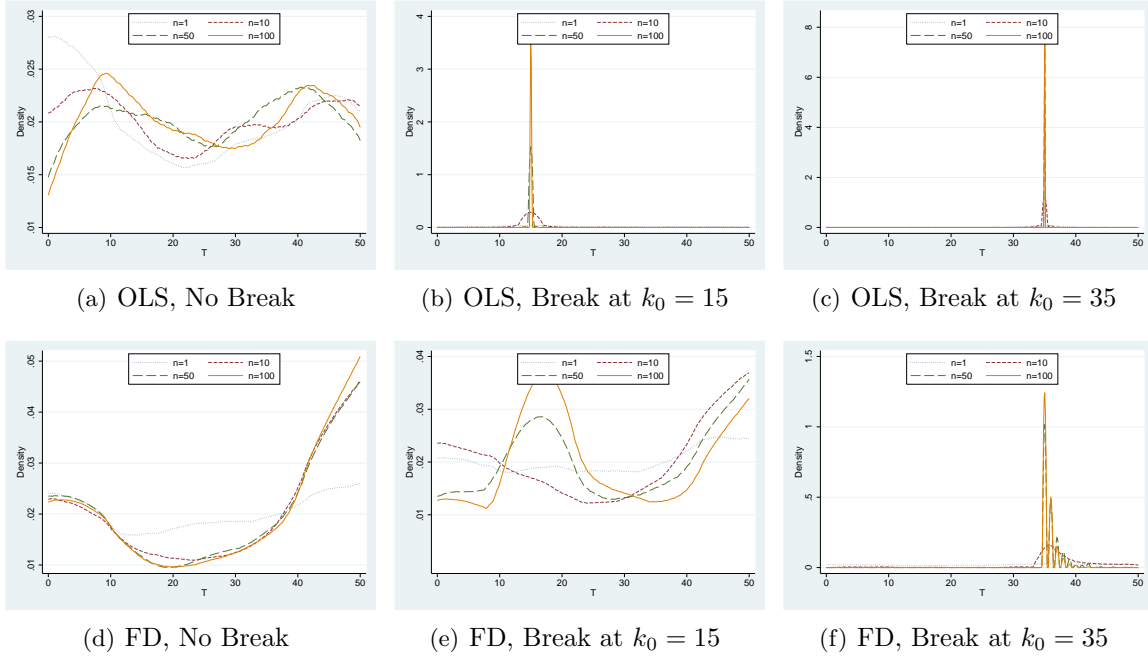 n=1 n=10
n=50 n=100
Density
.01 .015 .02 .025 .03
0 10 20 30 40 50
T
(a) OLS, No Break
n=1 n=10
n=50 n=100
Density
0 1 2 3 4
0 10 20 30 40 50
T
(b) OLS, Break at k₀ = 15
n=1 n=10
n=50 n=100
Density
0 2 4 6 8
0 10 20 30 40 50
T
(c) OLS, Break at k₀ = 35
n=1 n=10
n=50 n=100
Density
.01 .02 .03 .04 .05
0 10 20 30 40 50
T
(d) FD, No Break
n=1 n=10
n=50 n=100
Density
.01 .02 .03 .04
0 10 20 30 40 50
T
(e) FD, Break at k₀ = 15
n=1 n=10
n=50 n=100
Density
0 .5 1 1.5
0 10 20 30 40 50
T
(f) FD, Break at k₀ = 35